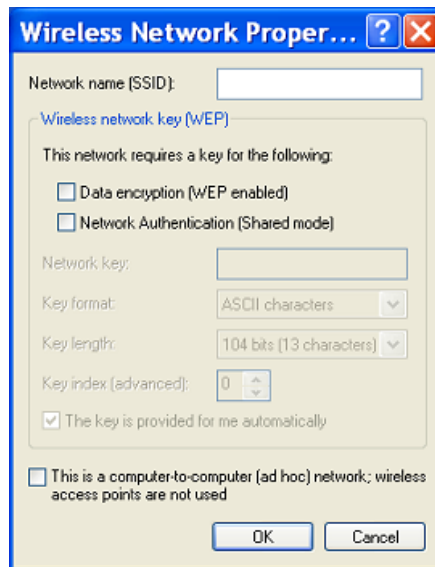 Wireless Network Proper... ?
Network name (SSID):
Wireless network key (WEP)
This network requires a key for the following:
Data encryption (WEP enabled)
Network Authentication (Shared mode)
Network key:
Key format: ASCII characters
Key length: 104 bits (13 characters)
Key index (advanced): 0
The key is provided for me automatically
This is a computer-to-computer (ad hoc) network; wireless
access points are not used
OK Cancel